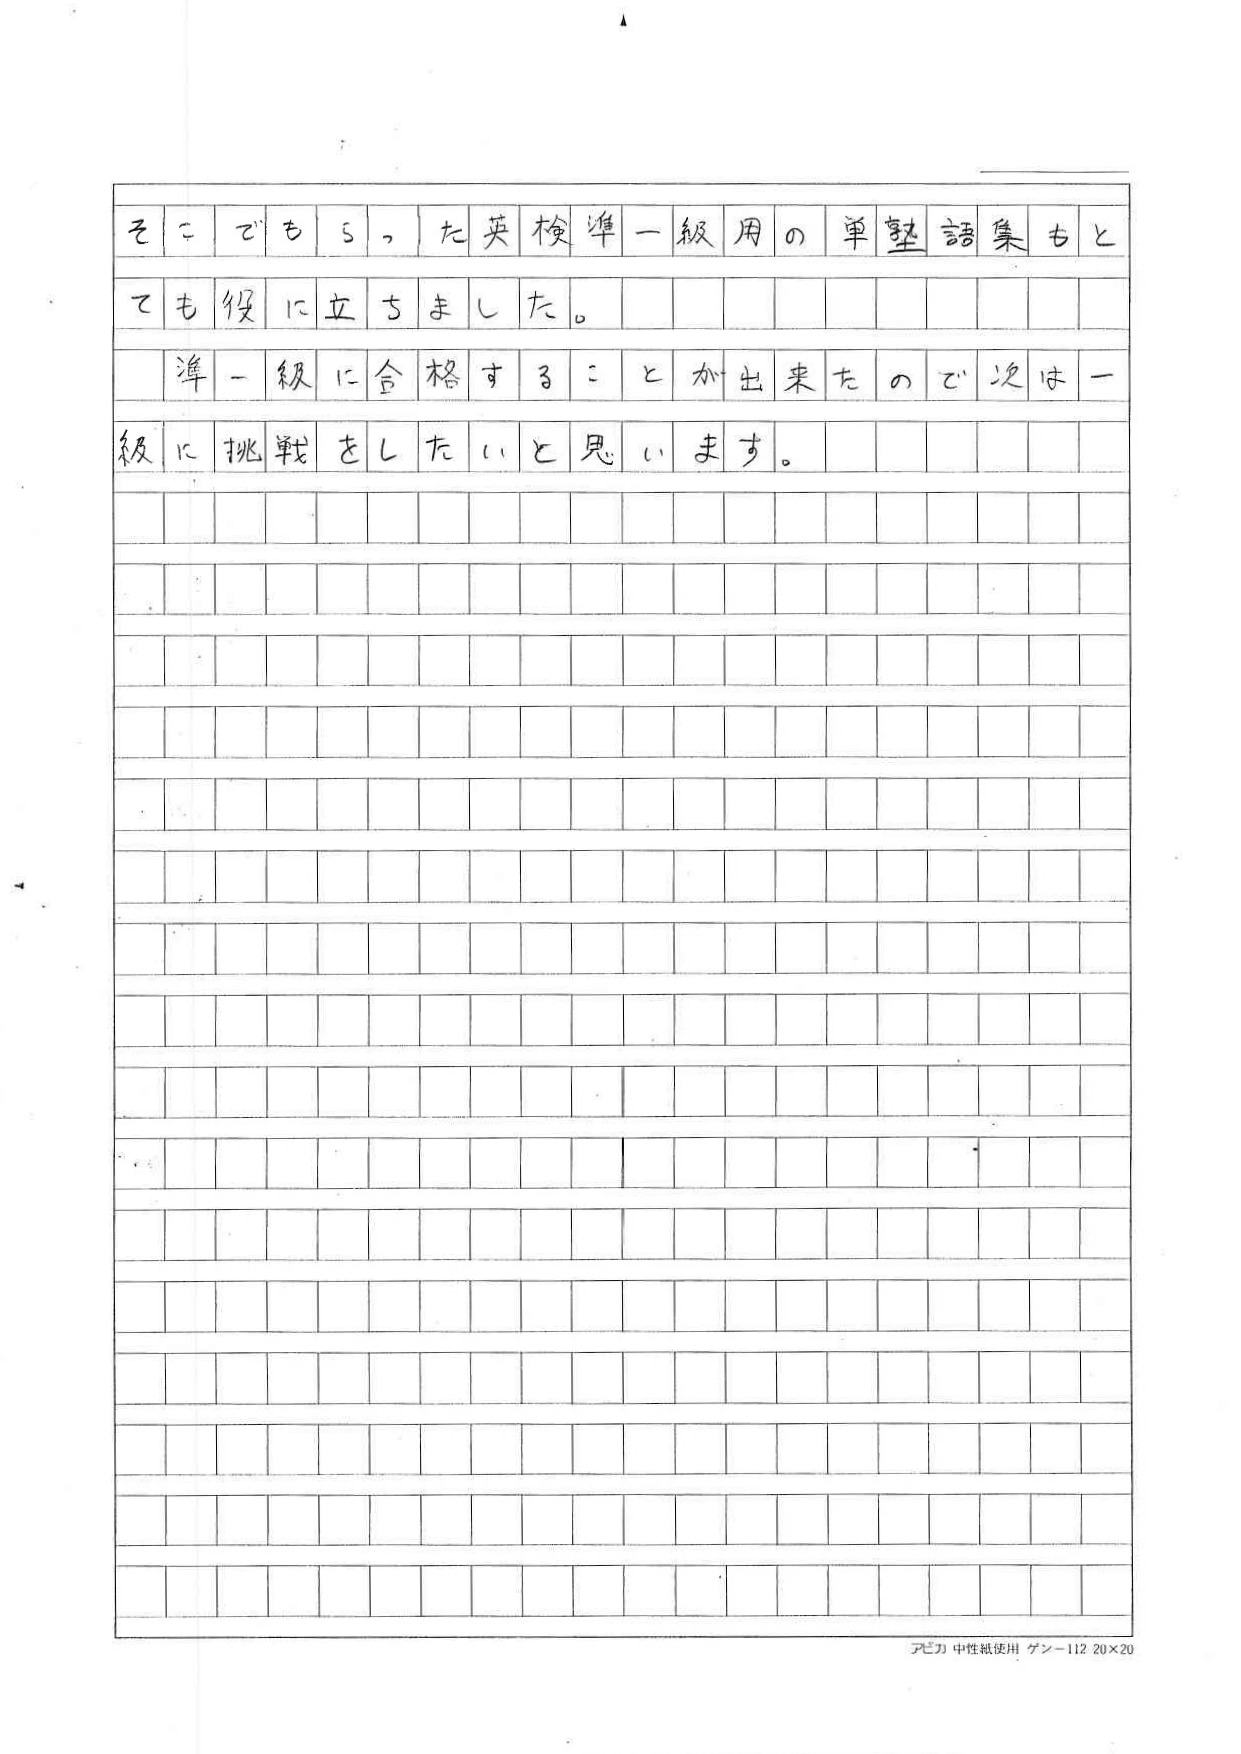 そこでもらった英検準一級用の単塾語集もと
ても役に立ちました。
準一級に合格することが出来たので次は一
級に挑戦をしたいと思います。
アピカ 中性紙使用 ゲンー112 20×20